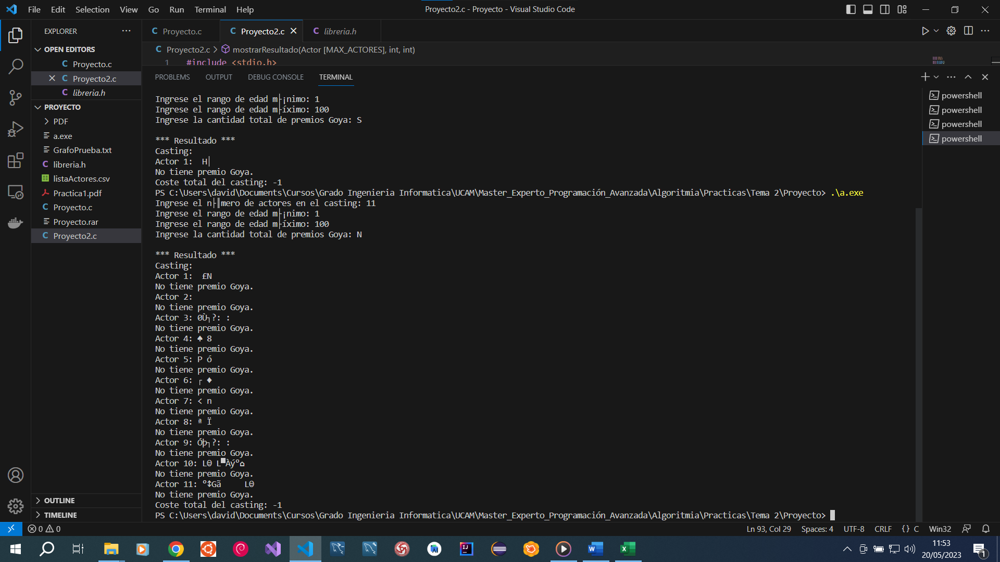 File Edit Selection View Go Run Terminal Help
Proyecto2.c - Proyecto - Visual Studio Code
EXPLORER
OPEN EDITORS
Proyecto.c
Proyecto2.c
libreria.h
PROYECTO
PDF
a.exe
GrafoPrueba.txt
libreria.h
listaActores.csv
Practica1.pdf
Proyecto.c
Proyecto.rar
Proyecto2.c
OUTLINE
TIMELINE
Proyecto.c Proyecto2.c libreria.h
Proyecto2.c > mostrarResultado(Actor [MAX_ACTORES], int, int)
1 #include <stdio.h>
PROBLEMS OUTPUT DEBUG CONSOLE TERMINAL
Ingrese el rango de edad m├¡nimo: 1
Ingrese el rango de edad m├íximo: 100
Ingrese la cantidad total de premios Goya: S
*** Resultado ***
Casting:
Actor 1:  H│
No tiene premio Goya.
Coste total del casting: -1
PS C:\Users\david\Documents\Cursos\Grado Ingenieria Informatica\UCAM\Master_Experto_Programación_Avanzada\Algoritmia\Practicas\Tema 2\Proyecto> .\a.exe
Ingrese el n├║mero de actores en el casting: 11
Ingrese el rango de edad m├¡nimo: 1
Ingrese el rango de edad m├íximo: 100
Ingrese la cantidad total de premios Goya: N
*** Resultado ***
Casting:
Actor 1:  £N
No tiene premio Goya.
Actor 2:
No tiene premio Goya.
Actor 3: 0Ù┐?: :
No tiene premio Goya.
Actor 4: ♠ 8
No tiene premio Goya.
Actor 5: P ó
No tiene premio Goya.
Actor 6: ┌ ♦
No tiene premio Goya.
Actor 7: < n
No tiene premio Goya.
Actor 8: ª Ï
No tiene premio Goya.
Actor 9: Óþ┐?: :
No tiene premio Goya.
Actor 10: L☺ L▀Àýº⌂
No tiene premio Goya.
Actor 11: º↕Gã     L☺
No tiene premio Goya.
Coste total del casting: -1
PS C:\Users\david\Documents\Cursos\Grado Ingenieria Informatica\UCAM\Master_Experto_Programación_Avanzada\Algoritmia\Practicas\Tema 2\Proyecto>
powershell
powershell
powershell
powershell
0 0
Ln 93, Col 29 Spaces: 4 UTF-8 CRLF {} C Win32
11:53
20/05/2023
1